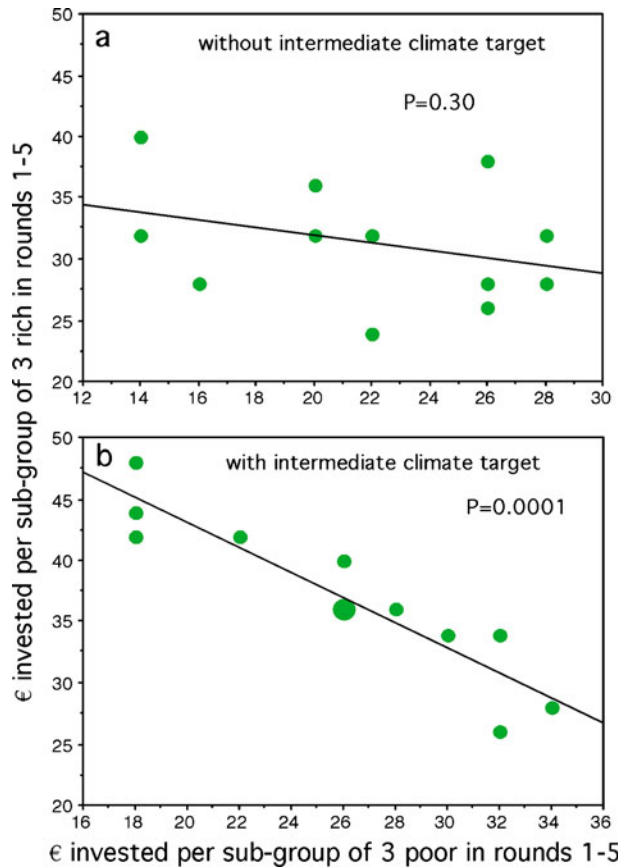 € invested per sub-group of 3 rich in rounds 1-5
50
a
without intermediate climate target
45
P=0.30
40
35
30
25
20
12 14 16 18 20 22 24 26 28 30
50
b
with intermediate climate target
45
P=0.0001
40
35
30
25
20
16 18 20 22 24 26 28 30 32 34 36
€ invested per sub-group of 3 poor in rounds 1-5